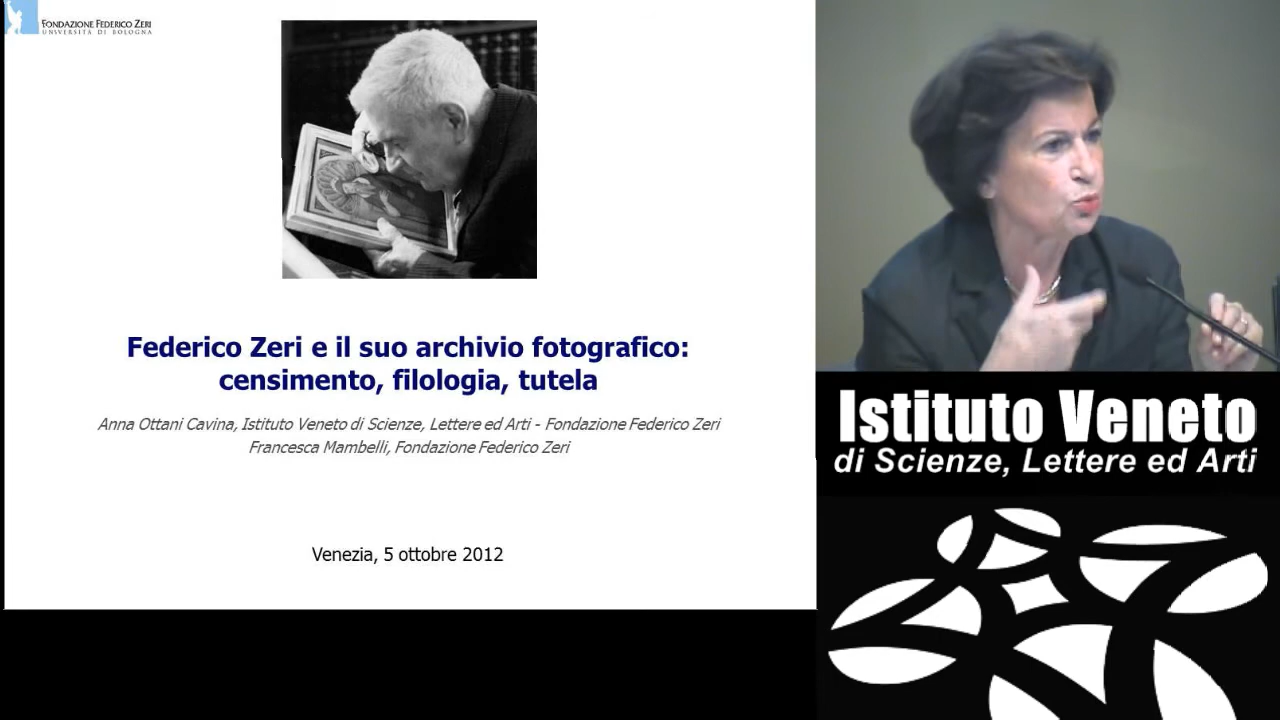 FONDAZIONE FEDERICO ZERI
UNIVERSITÀ DI BOLOGNA
Federico Zeri e il suo archivio fotografico:
censimento, filologia, tutela
Anna Ottani Cavina, Istituto Veneto di Scienze, Lettere ed Arti - Fondazione Federico Zeri
Francesca Mambelli, Fondazione Federico Zeri
Venezia, 5 ottobre 2012
Istituto Veneto
di Scienze, Lettere ed Arti